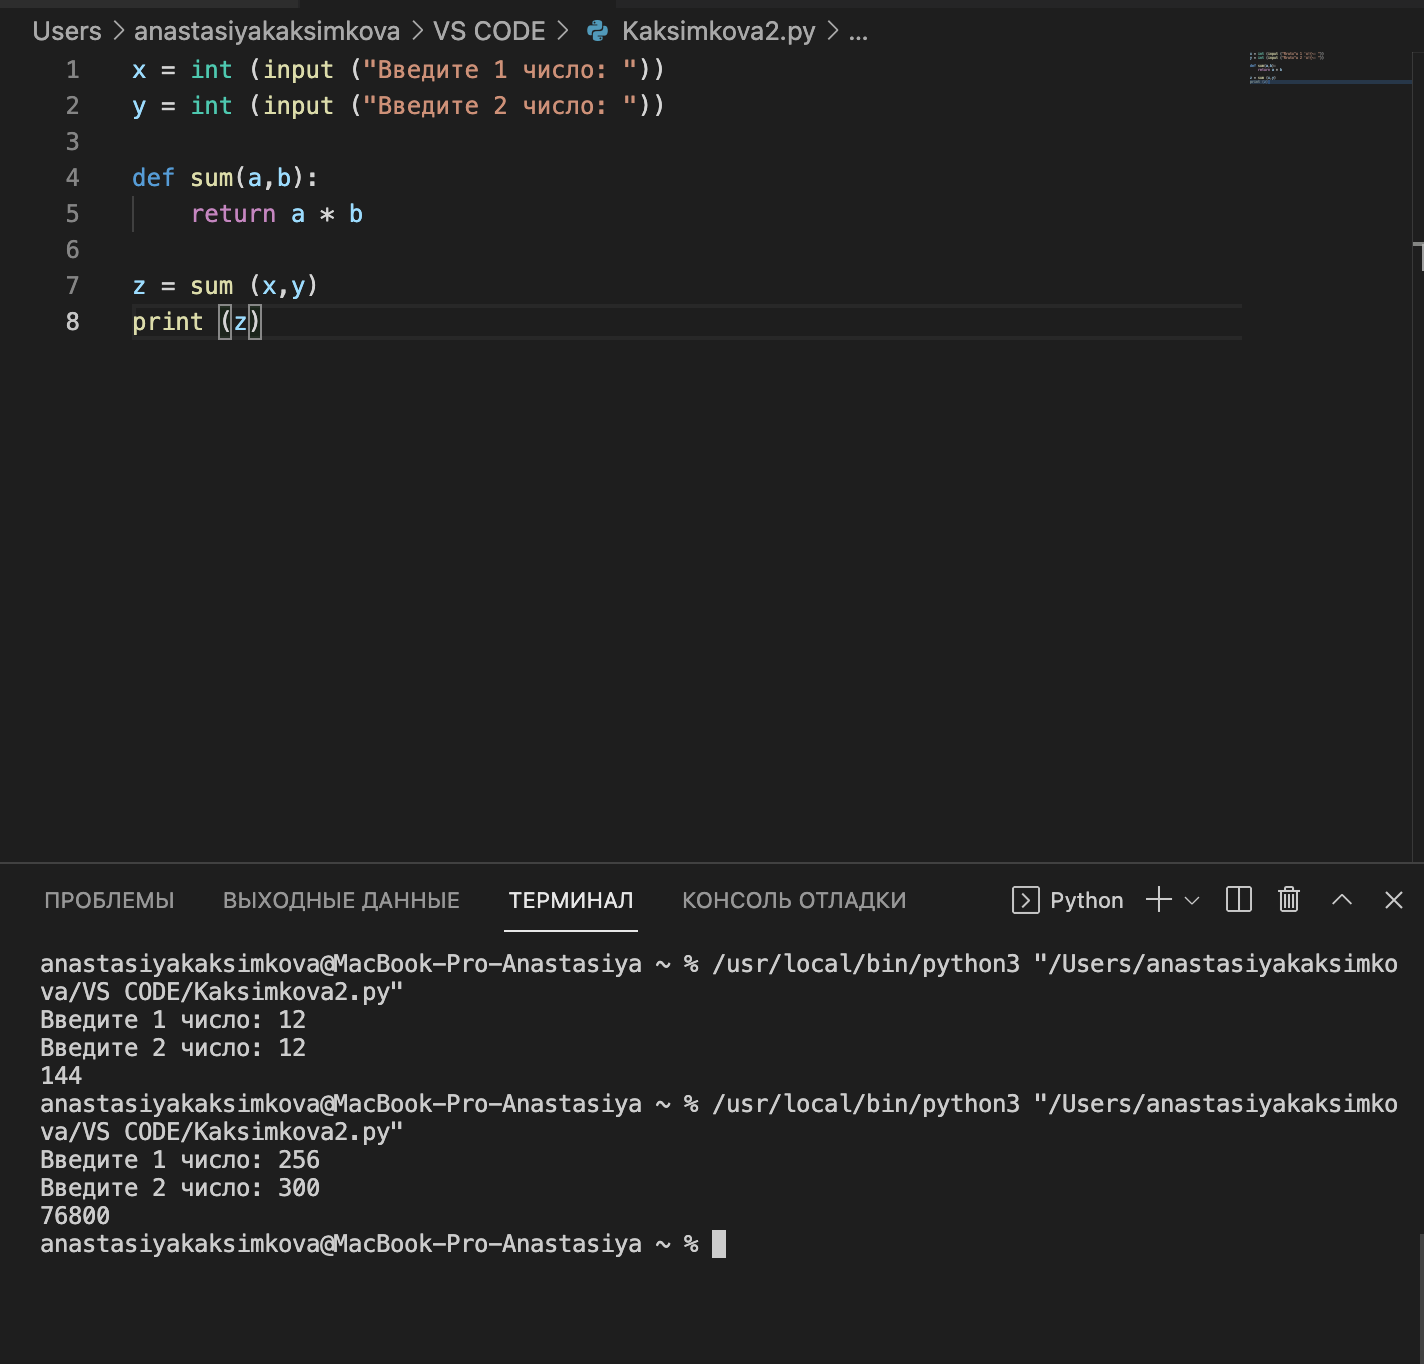 Users > anastasiyakaksimkova > VS CODE > Kaksimkova2.py > ...
1 x = int (input ("Введите 1 число: "))
2 y = int (input ("Введите 2 число: "))
3
4 def sum(a,b):
5     return a * b
6
7 z = sum (x,y)
8 print (z)
ПРОБЛЕМЫ ВЫХОДНЫЕ ДАННЫЕ ТЕРМИНАЛ КОНСОЛЬ ОТЛАДКИ Python
anastasiyakaksimkova@MacBook-Pro-Anastasiya ~ % /usr/local/bin/python3 "/Users/anastasiyakaksimko
va/VS CODE/Kaksimkova2.py"
Введите 1 число: 12
Введите 2 число: 12
144
anastasiyakaksimkova@MacBook-Pro-Anastasiya ~ % /usr/local/bin/python3 "/Users/anastasiyakaksimko
va/VS CODE/Kaksimkova2.py"
Введите 1 число: 256
Введите 2 число: 300
76800
anastasiyakaksimkova@MacBook-Pro-Anastasiya ~ %